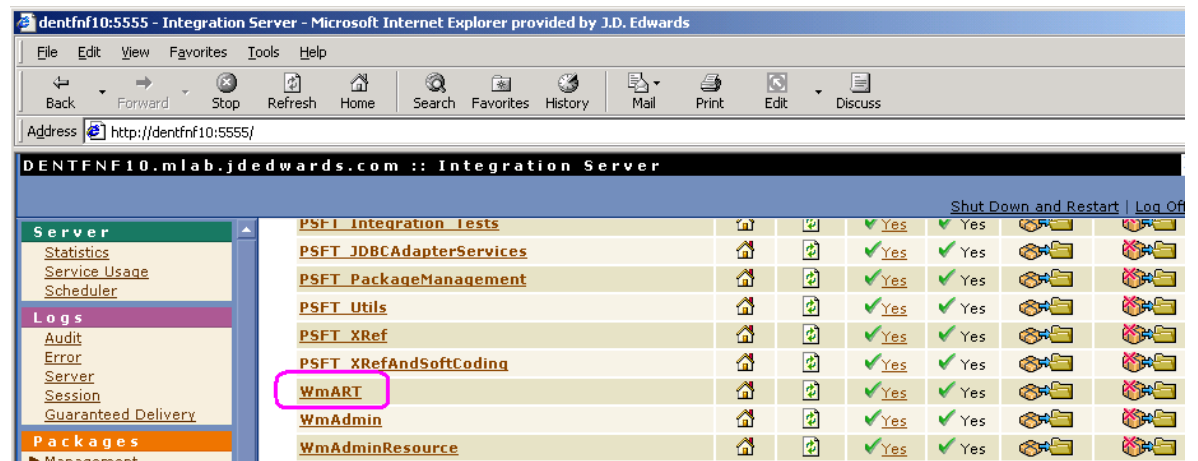 dentfnf10:5555 - Integration Server - Microsoft Internet Explorer provided by J.D. Edwards
File Edit View Favorites Tools Help
Back Forward Stop Refresh Home Search Favorites History Mail Print Edit Discuss
Address http://dentfnf10:5555/
DENTFNF10.mlab.jdedwards.com :: Integration Server
Shut Down and Restart | Log Off
Server
Statistics
Service Usage
Scheduler
Logs
Audit
Error
Server
Session
Guaranteed Delivery
Packages
Management
PSFT_Integration_Tests Yes Yes
PSFT_JDBCAdapterServices Yes Yes
PSFT_PackageManagement Yes Yes
PSFT_Utils Yes Yes
PSFT_XRef Yes Yes
PSFT_XRefAndSoftCoding Yes Yes
WmART Yes Yes
WmAdmin Yes Yes
WmAdminResource Yes Yes